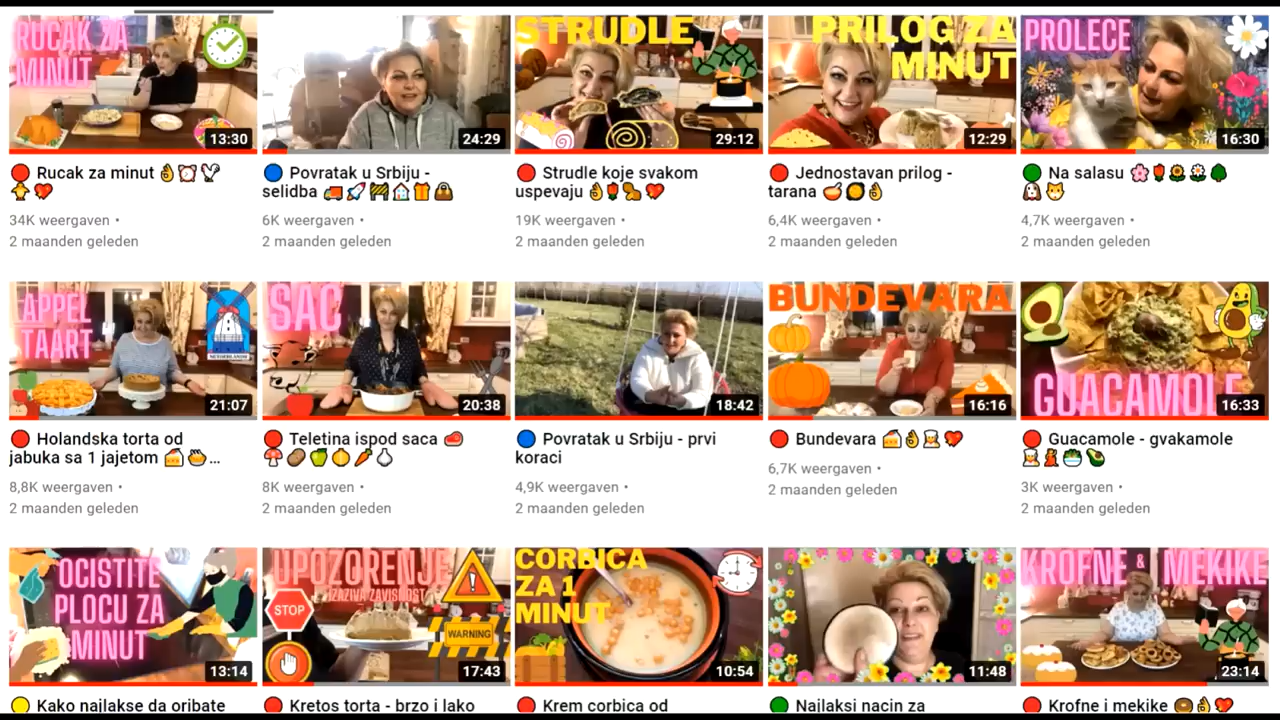 RUCAK ZA
MINUT
13:30
24:29
STRUDLE
29:12
PRILOG ZA
MINUT
12:29
PROLECE
16:30
Rucak za minut
Povratak u Srbiju -
selidba
Strudle koje svakom
uspevaju
Jednostavan prilog -
tarana
Na salasu
34K weergaven •
2 maanden geleden
6K weergaven •
2 maanden geleden
19K weergaven •
2 maanden geleden
6,4K weergaven •
2 maanden geleden
4,7K weergaven •
2 maanden geleden
APPEL
TAART
NETHERLANDS
21:07
SAC
20:38
18:42
BUNDEVARA
16:16
GUACAMOLE
16:33
Holandska torta od
jabuka sa 1 jajetom ...
Teletina ispod saca
Povratak u Srbiju - prvi
koraci
Bundevara
Guacamole - gvakamole
8,8K weergaven •
2 maanden geleden
8K weergaven •
2 maanden geleden
4,9K weergaven •
2 maanden geleden
6,7K weergaven •
2 maanden geleden
3K weergaven •
2 maanden geleden
OCISTITE
PLOCU ZA
MINUT
13:14
UPOZORENJE
IZAZIVA ZAVISNOST
STOP
WARNING
17:43
CORBICA
ZA 1
MINUT
10:54
11:48
KROFNE & MEKIKE
23:14
Kako najlakse da oribate
Kretos torta - brzo i lako
Krem corbica od
Najlaksi nacin za
Krofne i mekike